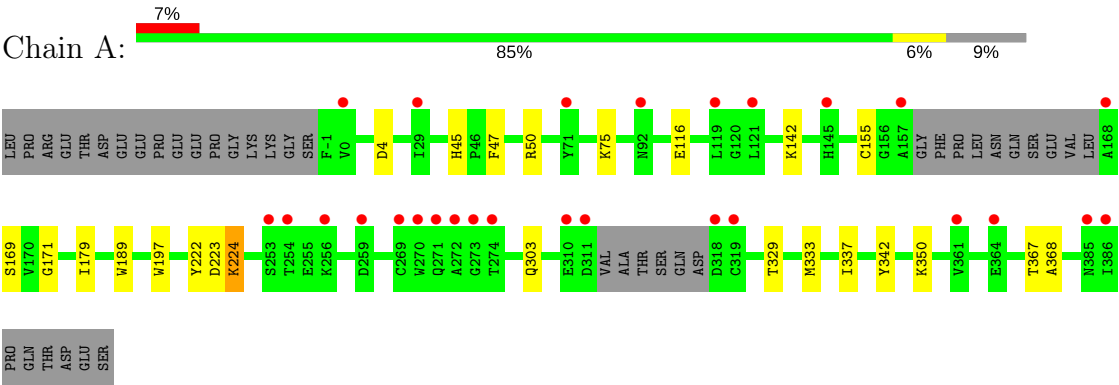 7%
Chain A:
85% 6% 9%
LEU PRO ARG GLU THR ASP GLU GLU PRO GLU GLU PRO GLY LYS LYS GLY SER F-1 V0 D4 I29 H45 P46 F47 R50 Y71 K75 N92 E116 L119 G120 L121 K142 H145 C155 G156 A157 GLY PHE PRO LEU ASN GLN SER GLU VAL LEU A168
S169 V170 G171 I179 W189 W197 Y222 D223 K224 S253 T254 E255 K256 D259 C269 W270 Q271 A272 G273 T274 Q303 E310 D311 VAL ALA THR SER GLN ASP D318 C319 T329 M333 I337 Y342 K350 V361 E364 T367 A368 N385 I386
PRO GLN THR ASP GLU SER